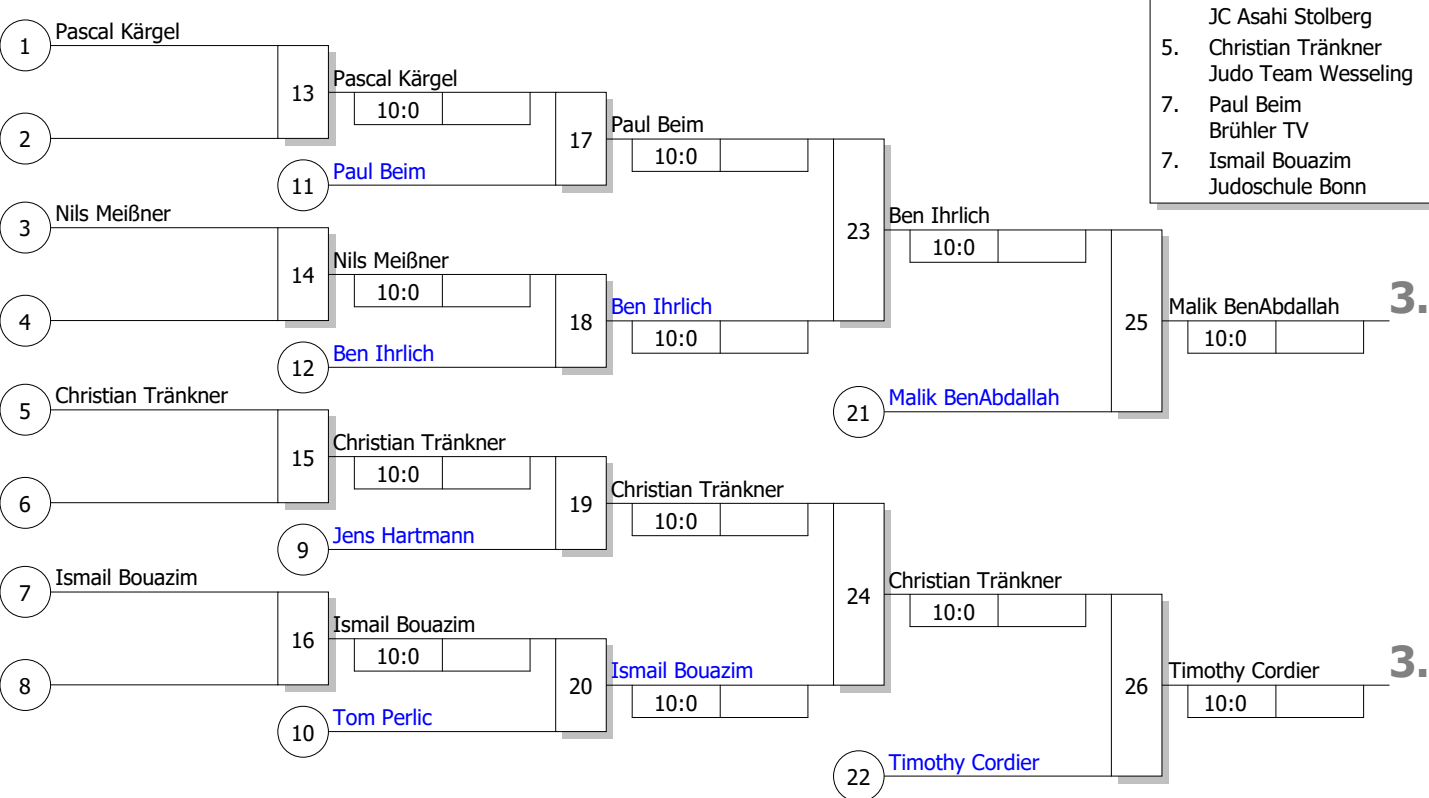 JC Asahi Stolberg
5. Christian Tränkner
Judo Team Wesseling
7. Paul Beim
Brühler TV
7. Ismail Bouazim
Judoschule Bonn
1 Pascal Kärgel
13 Pascal Kärgel
10:0
2
17 Paul Beim
10:0
11 Paul Beim
3 Nils Meißner
23 Ben Ihrlich
10:0
14 Nils Meißner
10:0
4
18 Ben Ihrlich
10:0
25 Malik BenAbdallah 3.
10:0
12 Ben Ihrlich
5 Christian Tränkner
21 Malik BenAbdallah
15 Christian Tränkner
10:0
6
19 Christian Tränkner
10:0
9 Jens Hartmann
7 Ismail Bouazim
24 Christian Tränkner
10:0
16 Ismail Bouazim
10:0
8
20 Ismail Bouazim
10:0
26 Timothy Cordier 3.
10:0
10 Tom Perlic
22 Timothy Cordier